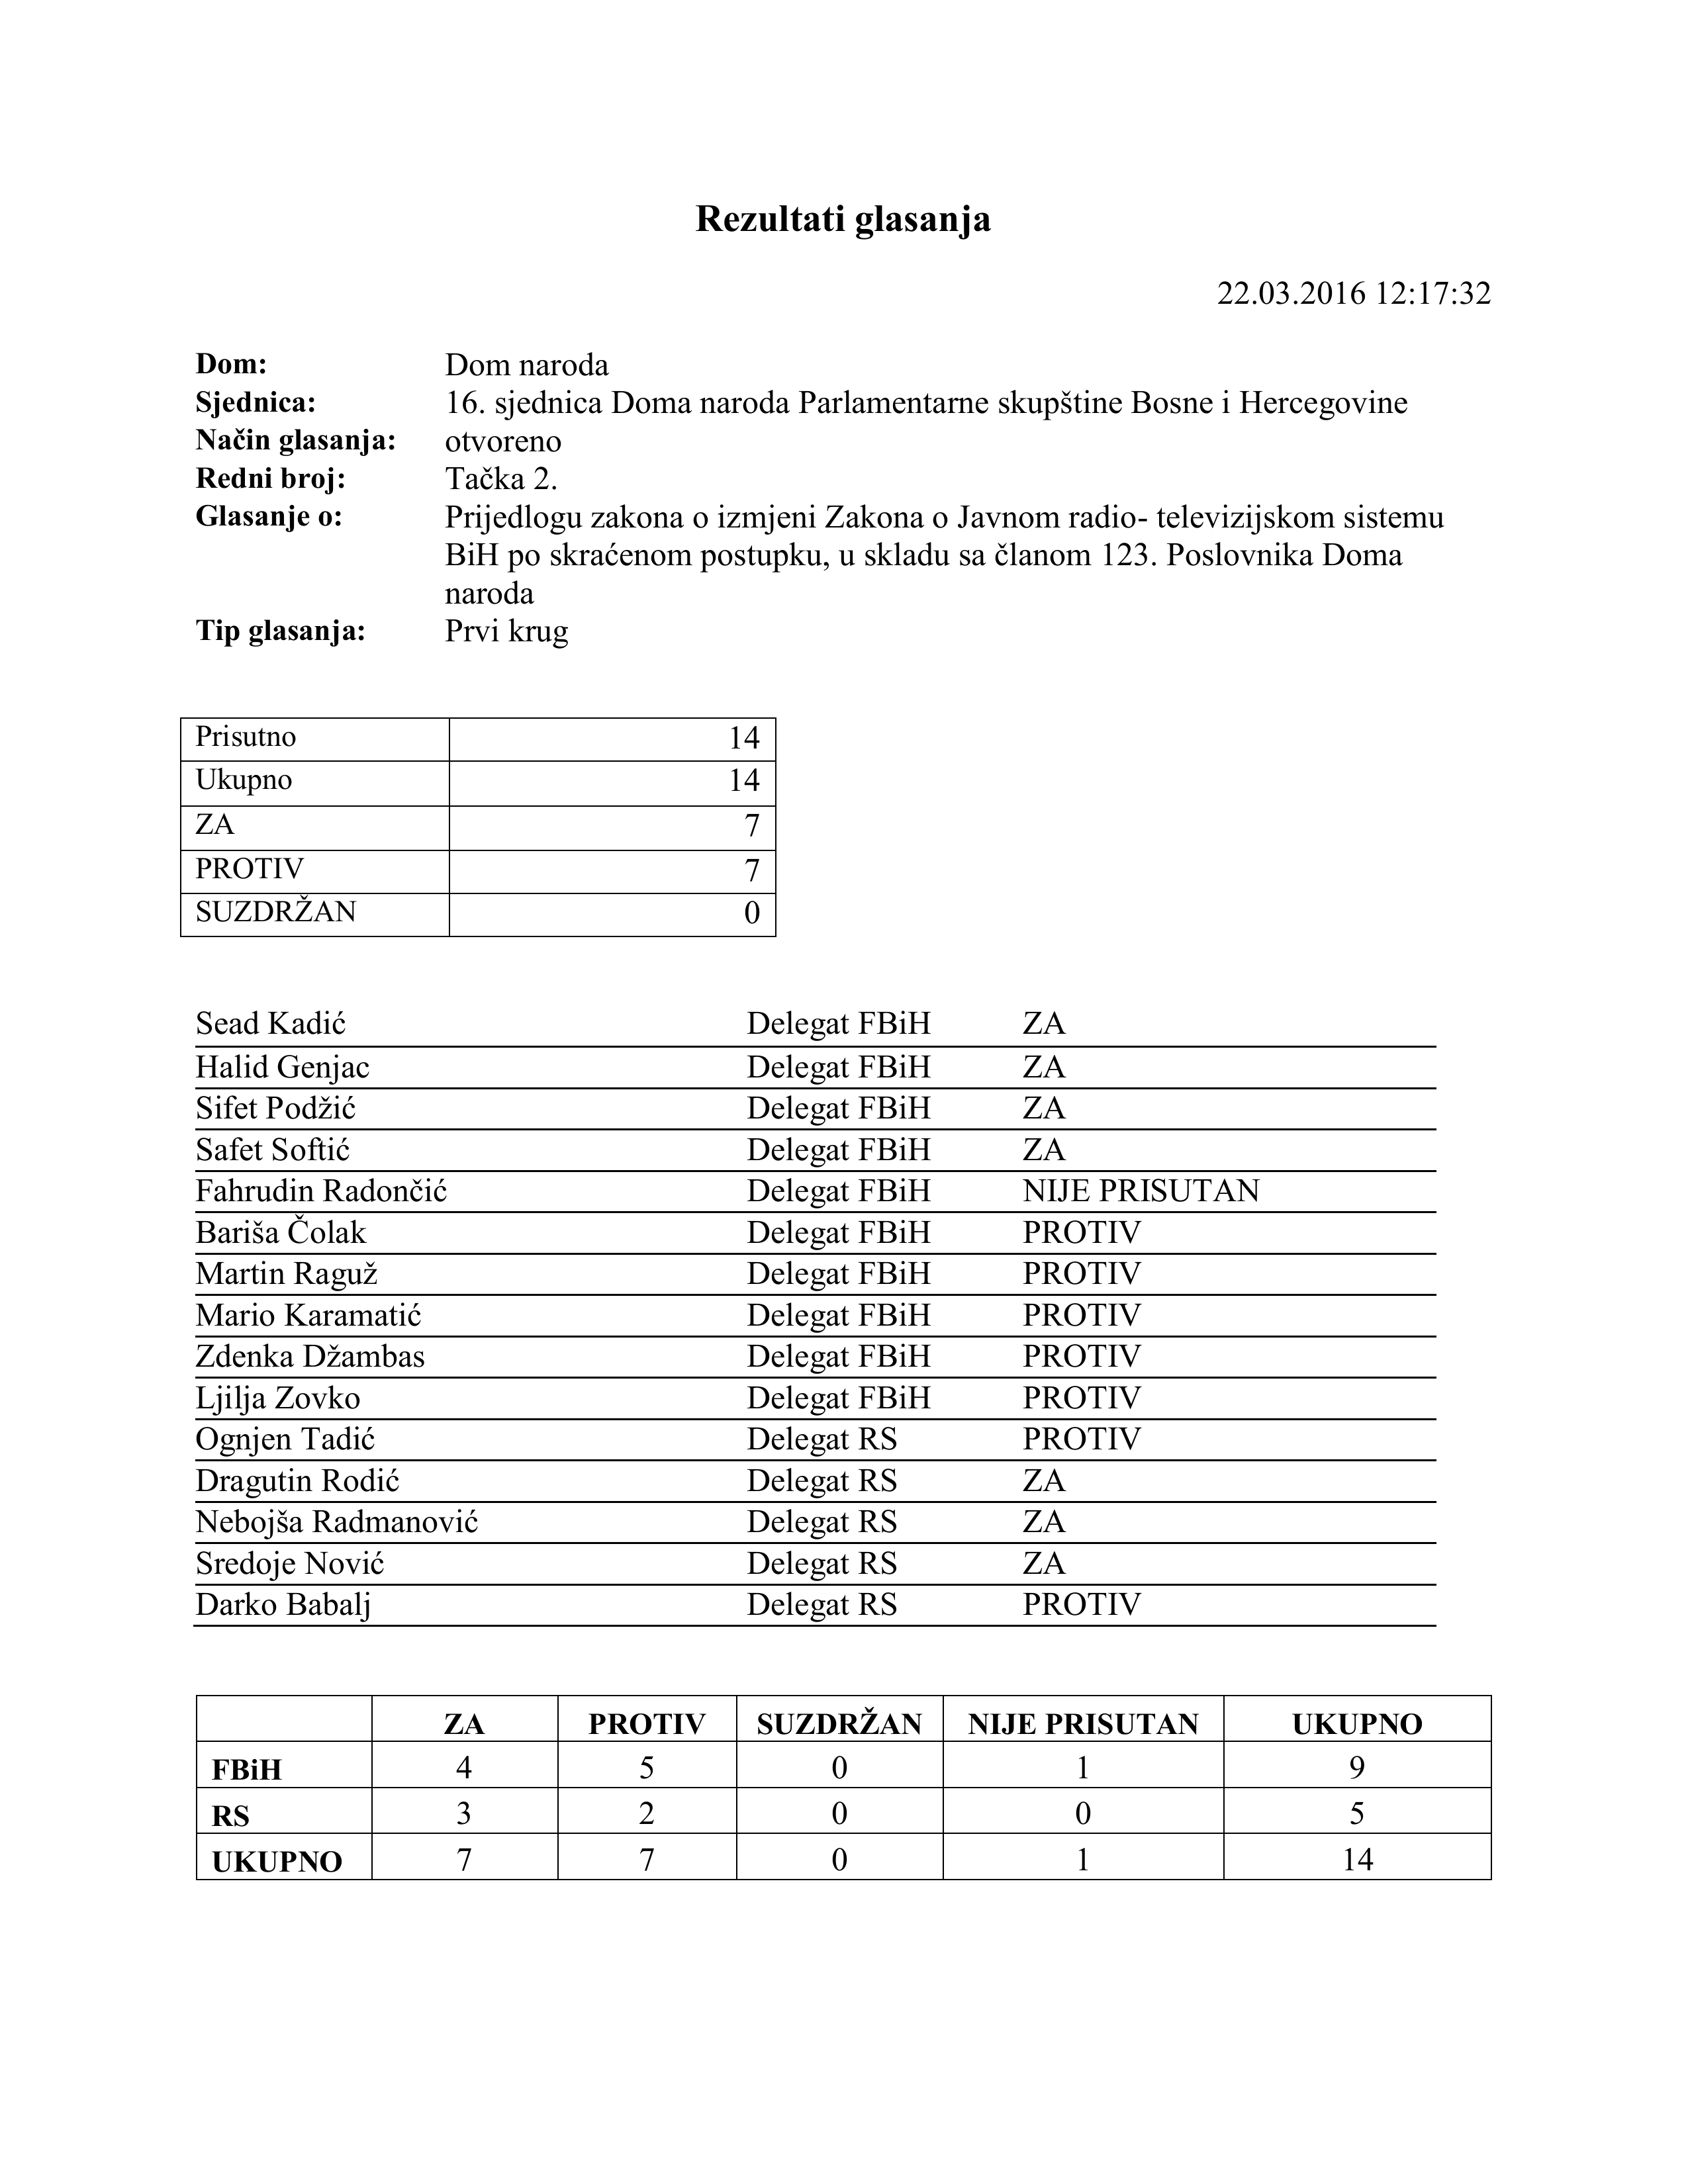 Rezultati glasanja
22.03.2016 12:17:32
Dom: Dom naroda
Sjednica: 16. sjednica Doma naroda Parlamentarne skupštine Bosne i Hercegovine
Način glasanja: otvoreno
Redni broj: Tačka 2.
Glasanje o: Prijedlogu zakona o izmjeni Zakona o Javnom radio- televizijskom sistemu
BiH po skraćenom postupku, u skladu sa članom 123. Poslovnika Doma
naroda
Tip glasanja: Prvi krug
Prisutno 14
Ukupno 14
ZA 7
PROTIV 7
SUZDRŽAN 0
Sead Kadić Delegat FBiH ZA
Halid Genjac Delegat FBiH ZA
Sifet Podžić Delegat FBiH ZA
Safet Softić Delegat FBiH ZA
Fahrudin Radončić Delegat FBiH NIJE PRISUTAN
Bariša Čolak Delegat FBiH PROTIV
Martin Raguž Delegat FBiH PROTIV
Mario Karamatić Delegat FBiH PROTIV
Zdenka Džambas Delegat FBiH PROTIV
Ljilja Zovko Delegat FBiH PROTIV
Ognjen Tadić Delegat RS PROTIV
Dragutin Rodić Delegat RS ZA
Nebojša Radmanović Delegat RS ZA
Sredoje Nović Delegat RS ZA
Darko Babalj Delegat RS PROTIV
ZA PROTIV SUZDRŽAN NIJE PRISUTAN UKUPNO
FBiH 4 5 0 1 9
RS 3 2 0 0 5
UKUPNO 7 7 0 1 14